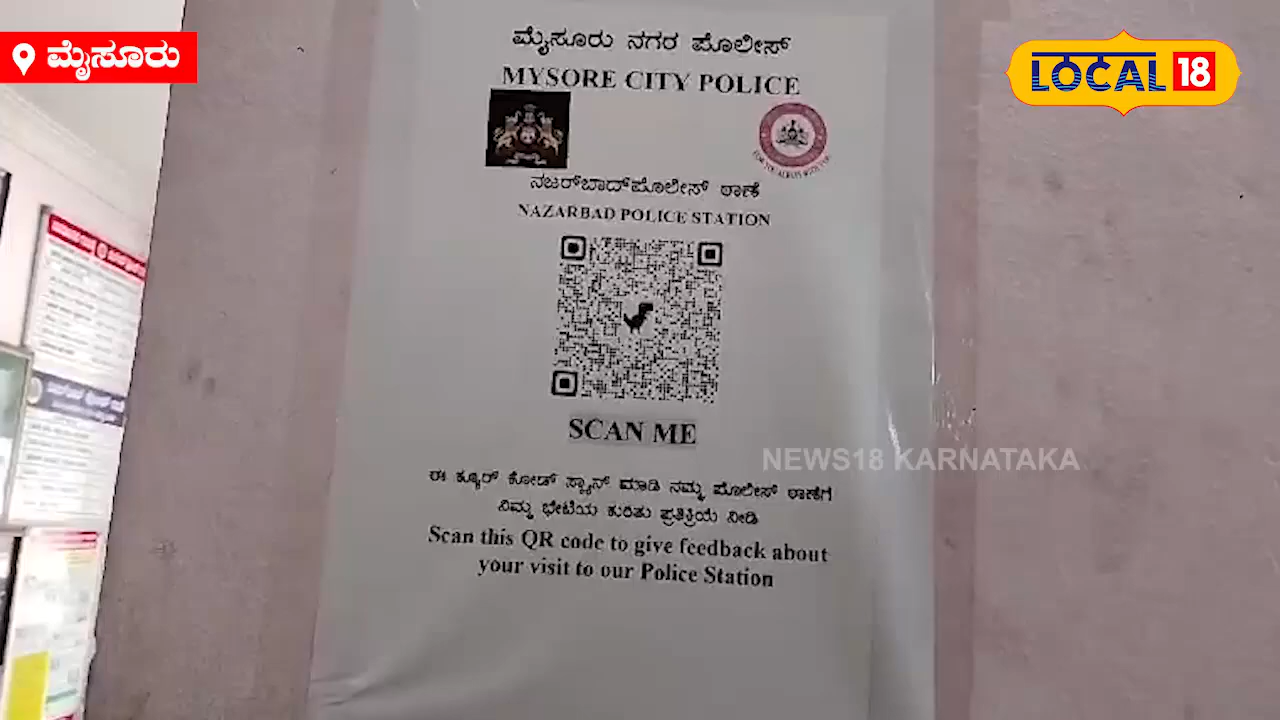 ಮೈಸೂರು
LOCAL 18
ಮೈಸೂರು ನಗರ ಪೊಲೀಸ್
MYSORE CITY POLICE
ನಜರ್‌ಬಾದ್‌ಪೊಲೀಸ್ ಠಾಣೆ
NAZARBAD POLICE STATION
SCAN ME
NEWS18 KARNATAKA
ಈ ಕ್ಯೂರ್ ಕೋಡ್ ಸ್ಕ್ಯಾನ್ ಮಾಡಿ ನಮ್ಮ ಪೊಲೀಸ್ ಠಾಣೆಗೆ
ನಿಮ್ಮ ಭೇಟಿಯ ಕುರಿತು ಪ್ರತಿಕ್ರಿಯೆ ನೀಡಿ
Scan this QR code to give feedback about
your visit to our Police Station